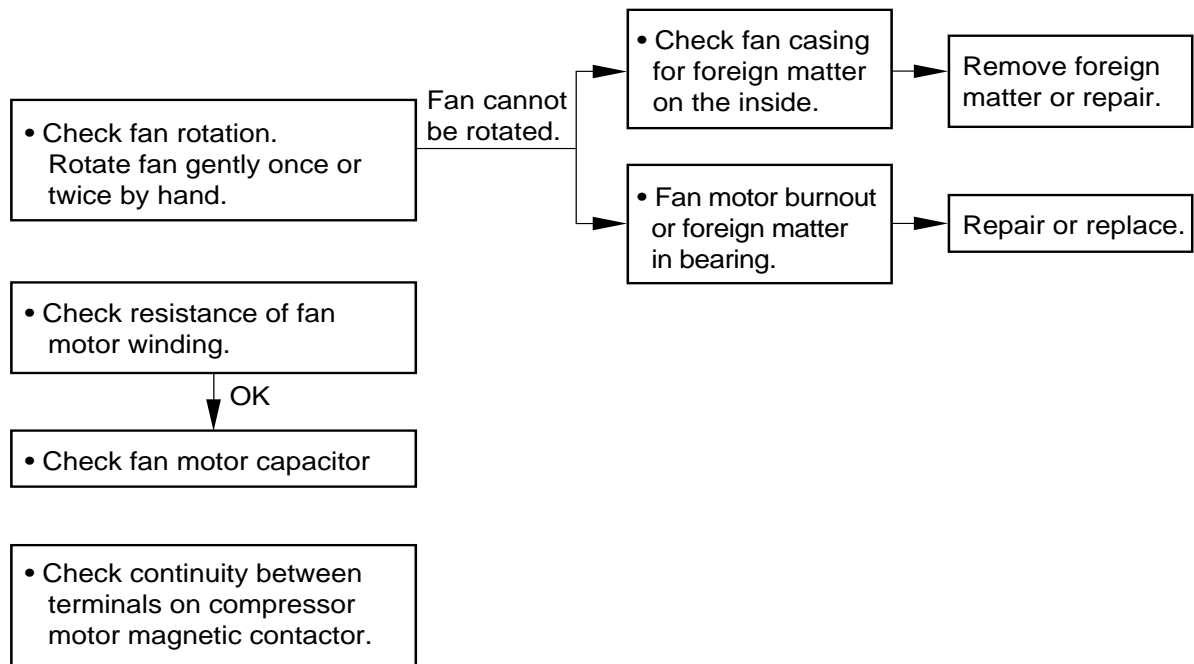 • Check fan rotation.
Rotate fan gently once or
twice by hand.
Fan cannot
be rotated.
• Check fan casing
for foreign matter
on the inside.
Remove foreign
matter or repair.
• Fan motor burnout
or foreign matter
in bearing.
Repair or replace.
• Check resistance of fan
motor winding.
OK
• Check fan motor capacitor
• Check continuity between
terminals on compressor
motor magnetic contactor.